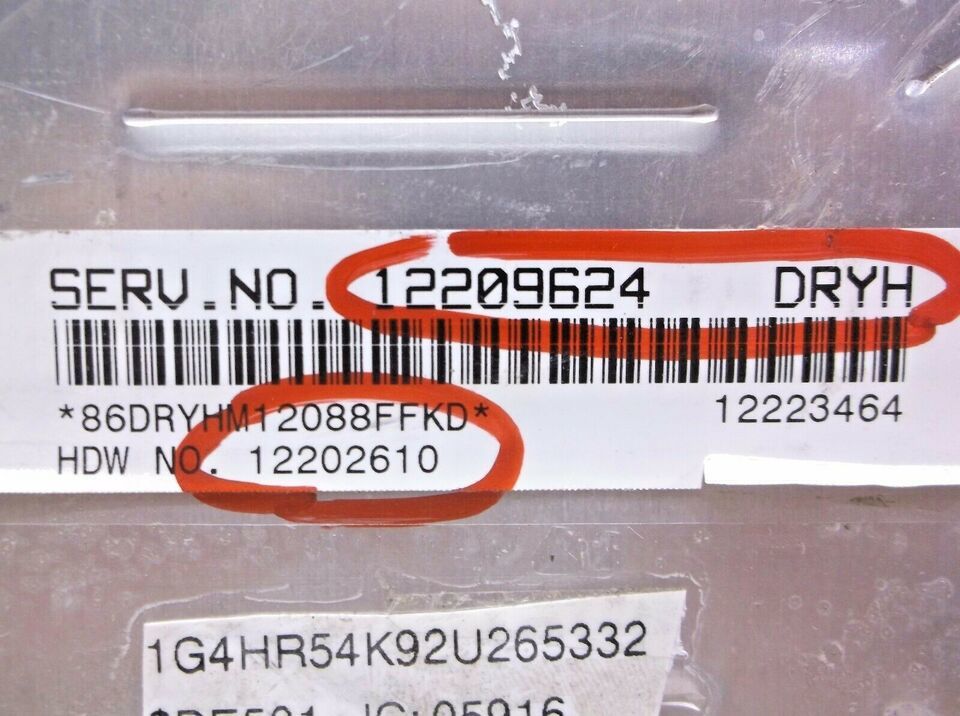 SERV.NO. 12209624 DRYH
*86DRYHM12088FFKD* 12223464
HDW NO. 12202610
1G4HR54K92U265332